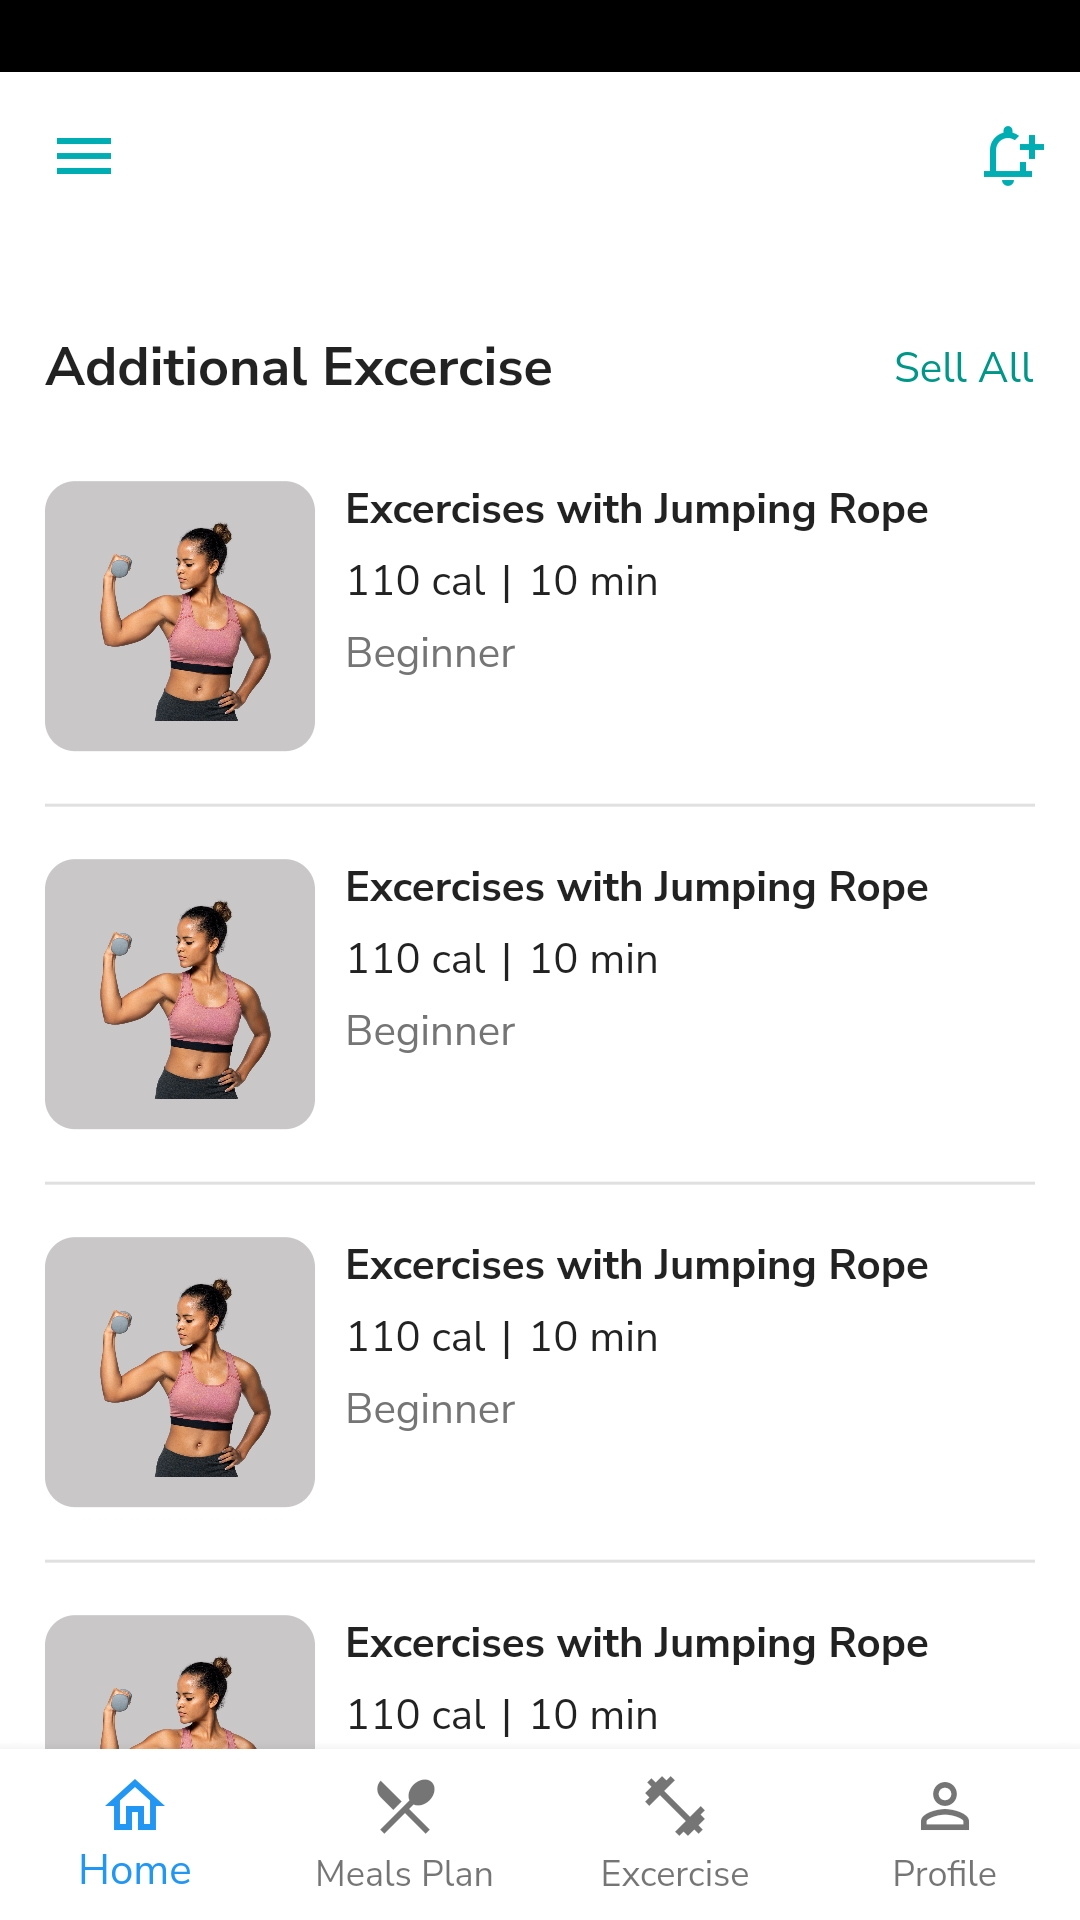 Additional Excercise
Sell All
Excercises with Jumping Rope
110 cal | 10 min
Beginner
Excercises with Jumping Rope
110 cal | 10 min
Beginner
Excercises with Jumping Rope
110 cal | 10 min
Beginner
Excercises with Jumping Rope
110 cal | 10 min
Home
Meals Plan
Excercise
Profile